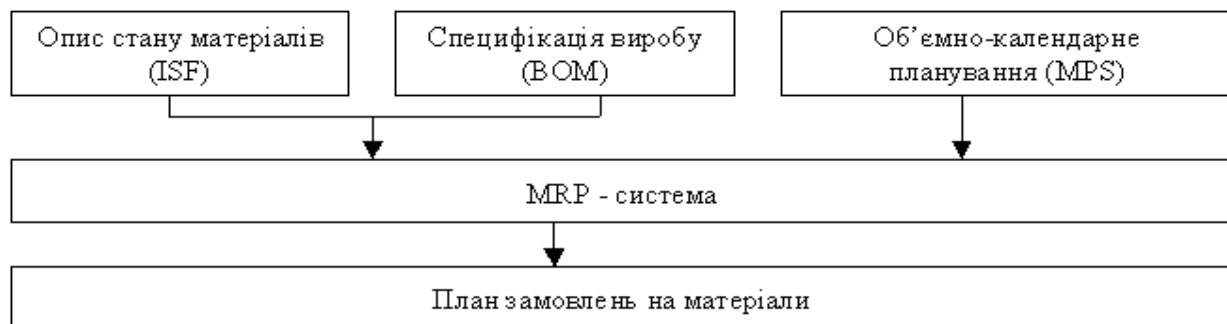 Опис стану матеріалів
(ISF)
Специфікація виробу
(BOM)
Об’ємно-календарне
планування (MPS)
MRP - система
План замовлень на матеріали